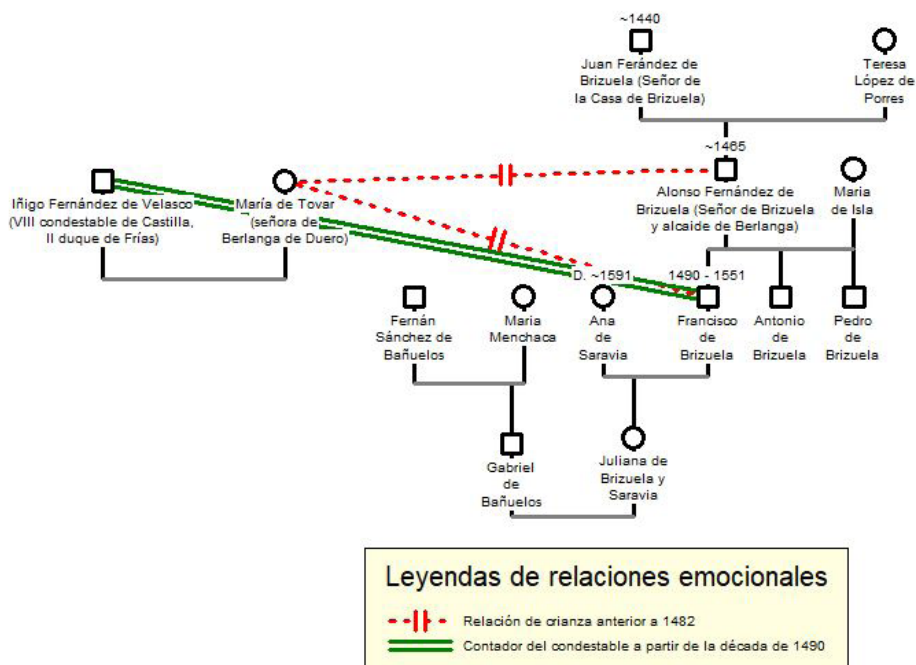 ~1440
Juan Ferández de
Brizuela (Señor de
la Casa de Brizuela)
Teresa
López de
Porres
~1465
Iñigo Fernández de Velasco
(VIII condestable de Castilla,
II duque de Frías)
María de Tovar
(señora de
Berlanga de Duero)
Alonso Fernández de
Brizuela (Señor de Brizuela
y alcaide de Berlanga)
Maria
de Isla
D. ~1591
1490 - 1551
Fernán
Sánchez de
Bañuelos
Maria
Menchaca
Ana
de
Saravia
Francisco
de
Brizuela
Antonio
de
Brizuela
Pedro
de
Brizuela
Gabriel
de
Bañuelos
Juliana de
Brizuela y
Saravia
Leyendas de relaciones emocionales
Relación de crianza anterior a 1482
Contador del condestable a partir de la década de 1490